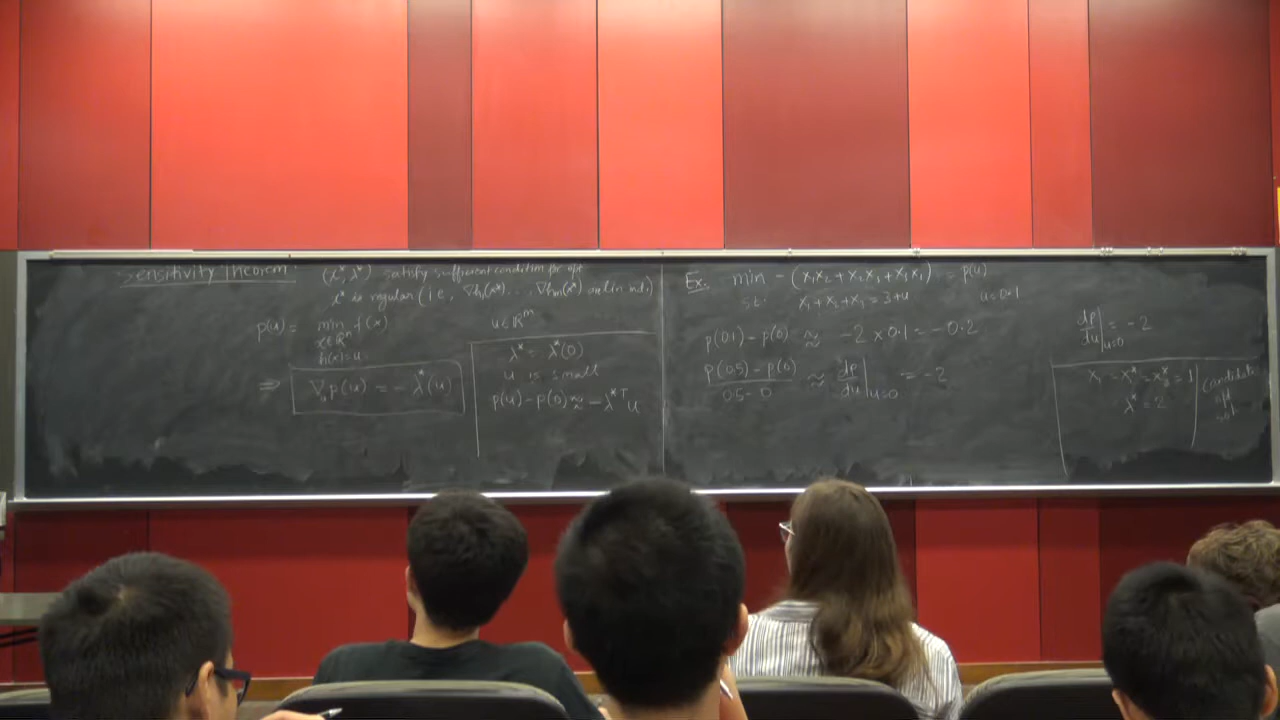 Sensitivity Theorem: (x*, λ*) satisfy sufficient condition for opt
x* is regular (i.e., ∇h₁(x*) ..., ∇hₘ(x*) are lin ind.)
p(u) = min f(x)
x∈ℝⁿ
h(x)=u
u∈ℝᵐ
⇒ ∇ᵤ p(u) = - λ*(u)
λ* = λ*(0)
u is small
p(u) - p(0) ≈ - λ*ᵀ u
Ex: min - (x₁x₂ + x₂x₃ + x₃x₁) = p(u)
s.t. x₁ + x₂ + x₃ = 3 + u
u = 0.1
p(0.1) - p(0) ≈ -2 × 0.1 = -0.2
p(0.5) - p(0)
0.5 - 0
≈ dp/du |u=0 = -2
dp/du |u=0 = -2
x₁* = x₂* = x₃* = 1
λ* = 2
candidate
opt
sol.